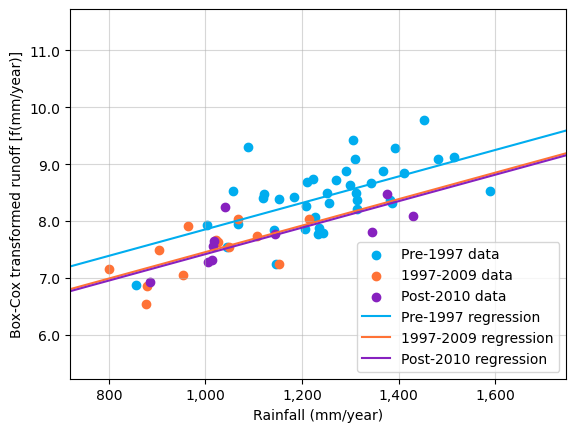 Box-Cox transformed runoff [f(mm/year)]
11.0
10.0
9.0
8.0
7.0
6.0
800
1,000
1,200
1,400
1,600
Rainfall (mm/year)
Pre-1997 data
1997-2009 data
Post-2010 data
Pre-1997 regression
1997-2009 regression
Post-2010 regression